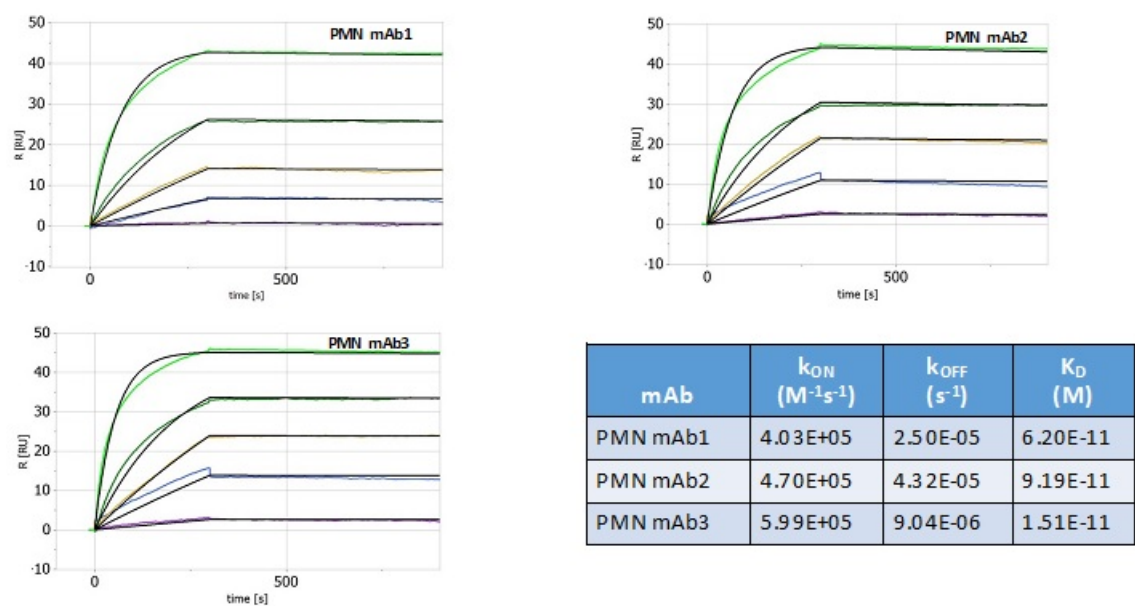 PMN mAb1
50
40
30
20
10
0
-10
R [RU]
0
500
time [s]
PMN mAb2
50
40
30
20
10
0
-10
R [RU]
0
500
time [s]
PMN mAb3
50
40
30
20
10
0
-10
R [RU]
0
500
time [s]
mAb kON (M-1s-1) kOFF (s-1) KD (M)
PMN mAb1 4.03E+05 2.50E-05 6.20E-11
PMN mAb2 4.70E+05 4.32E-05 9.19E-11
PMN mAb3 5.99E+05 9.04E-06 1.51E-11